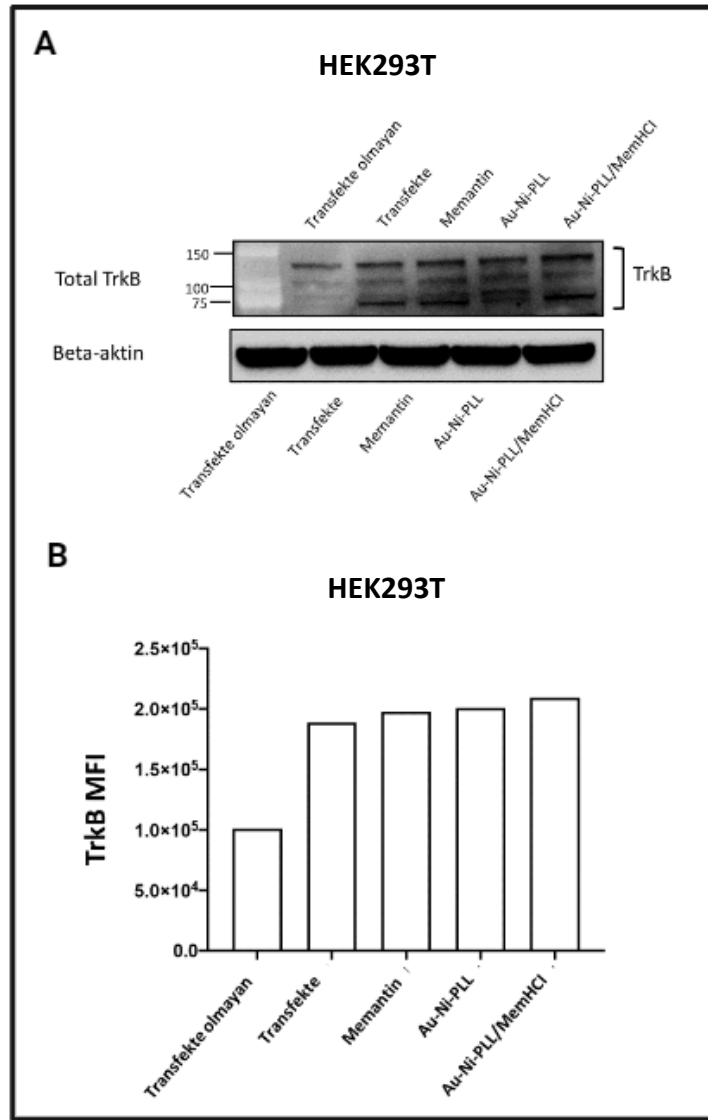 A
HEK293T
Transfekte olmayan
Transfekte
Memantin
Au-Ni-PLL
Au-Ni-PLL/MemHCl
150
100
75
Total TrkB
TrkB
Beta-aktin
Transfekte olmayan
Transfekte
Memantin
Au-Ni-PLL
Au-Ni-PLL/MemHCl
B
HEK293T
2.5×10⁵
2.0×10⁵
1.5×10⁵
1.0×10⁵
5.0×10⁴
0.0
TrkB MFI
Transfekte olmayan
Transfekte
Memantin
Au-Ni-PLL
Au-Ni-PLL/MemHCl